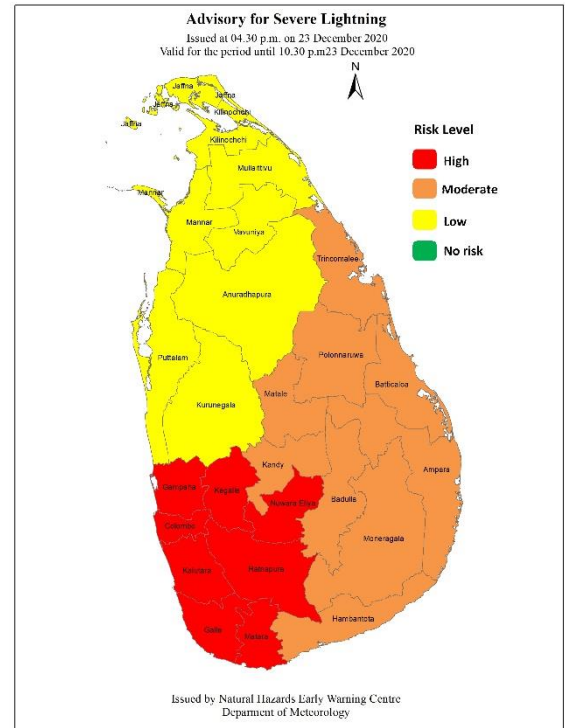 Advisory for Severe Lightning
Issued at 04.30 p.m. on 23 December 2020
Valid for the period until 10.30 p.m23 December 2020
N
Jaffna
Jaffna
Jaffna
Jaffna
Kilinochchi
Kilinochchi
Mullaitivu
Mannar
Mannar
Vavuniya
Trincomalee
Anuradhapura
Puttalam
Polonnaruwa
Batticaloa
Matale
Kurunegala
Kandy
Ampara
Gampaha
Kegalle
Nuwara Eliya
Badulla
Colombo
Moneragala
Kalutara
Ratnapura
Hambantota
Galle
Matara
Risk Level
High
Moderate
Low
No risk
Issued by Natural Hazards Early Warning Centre
Deparment of Meteorology